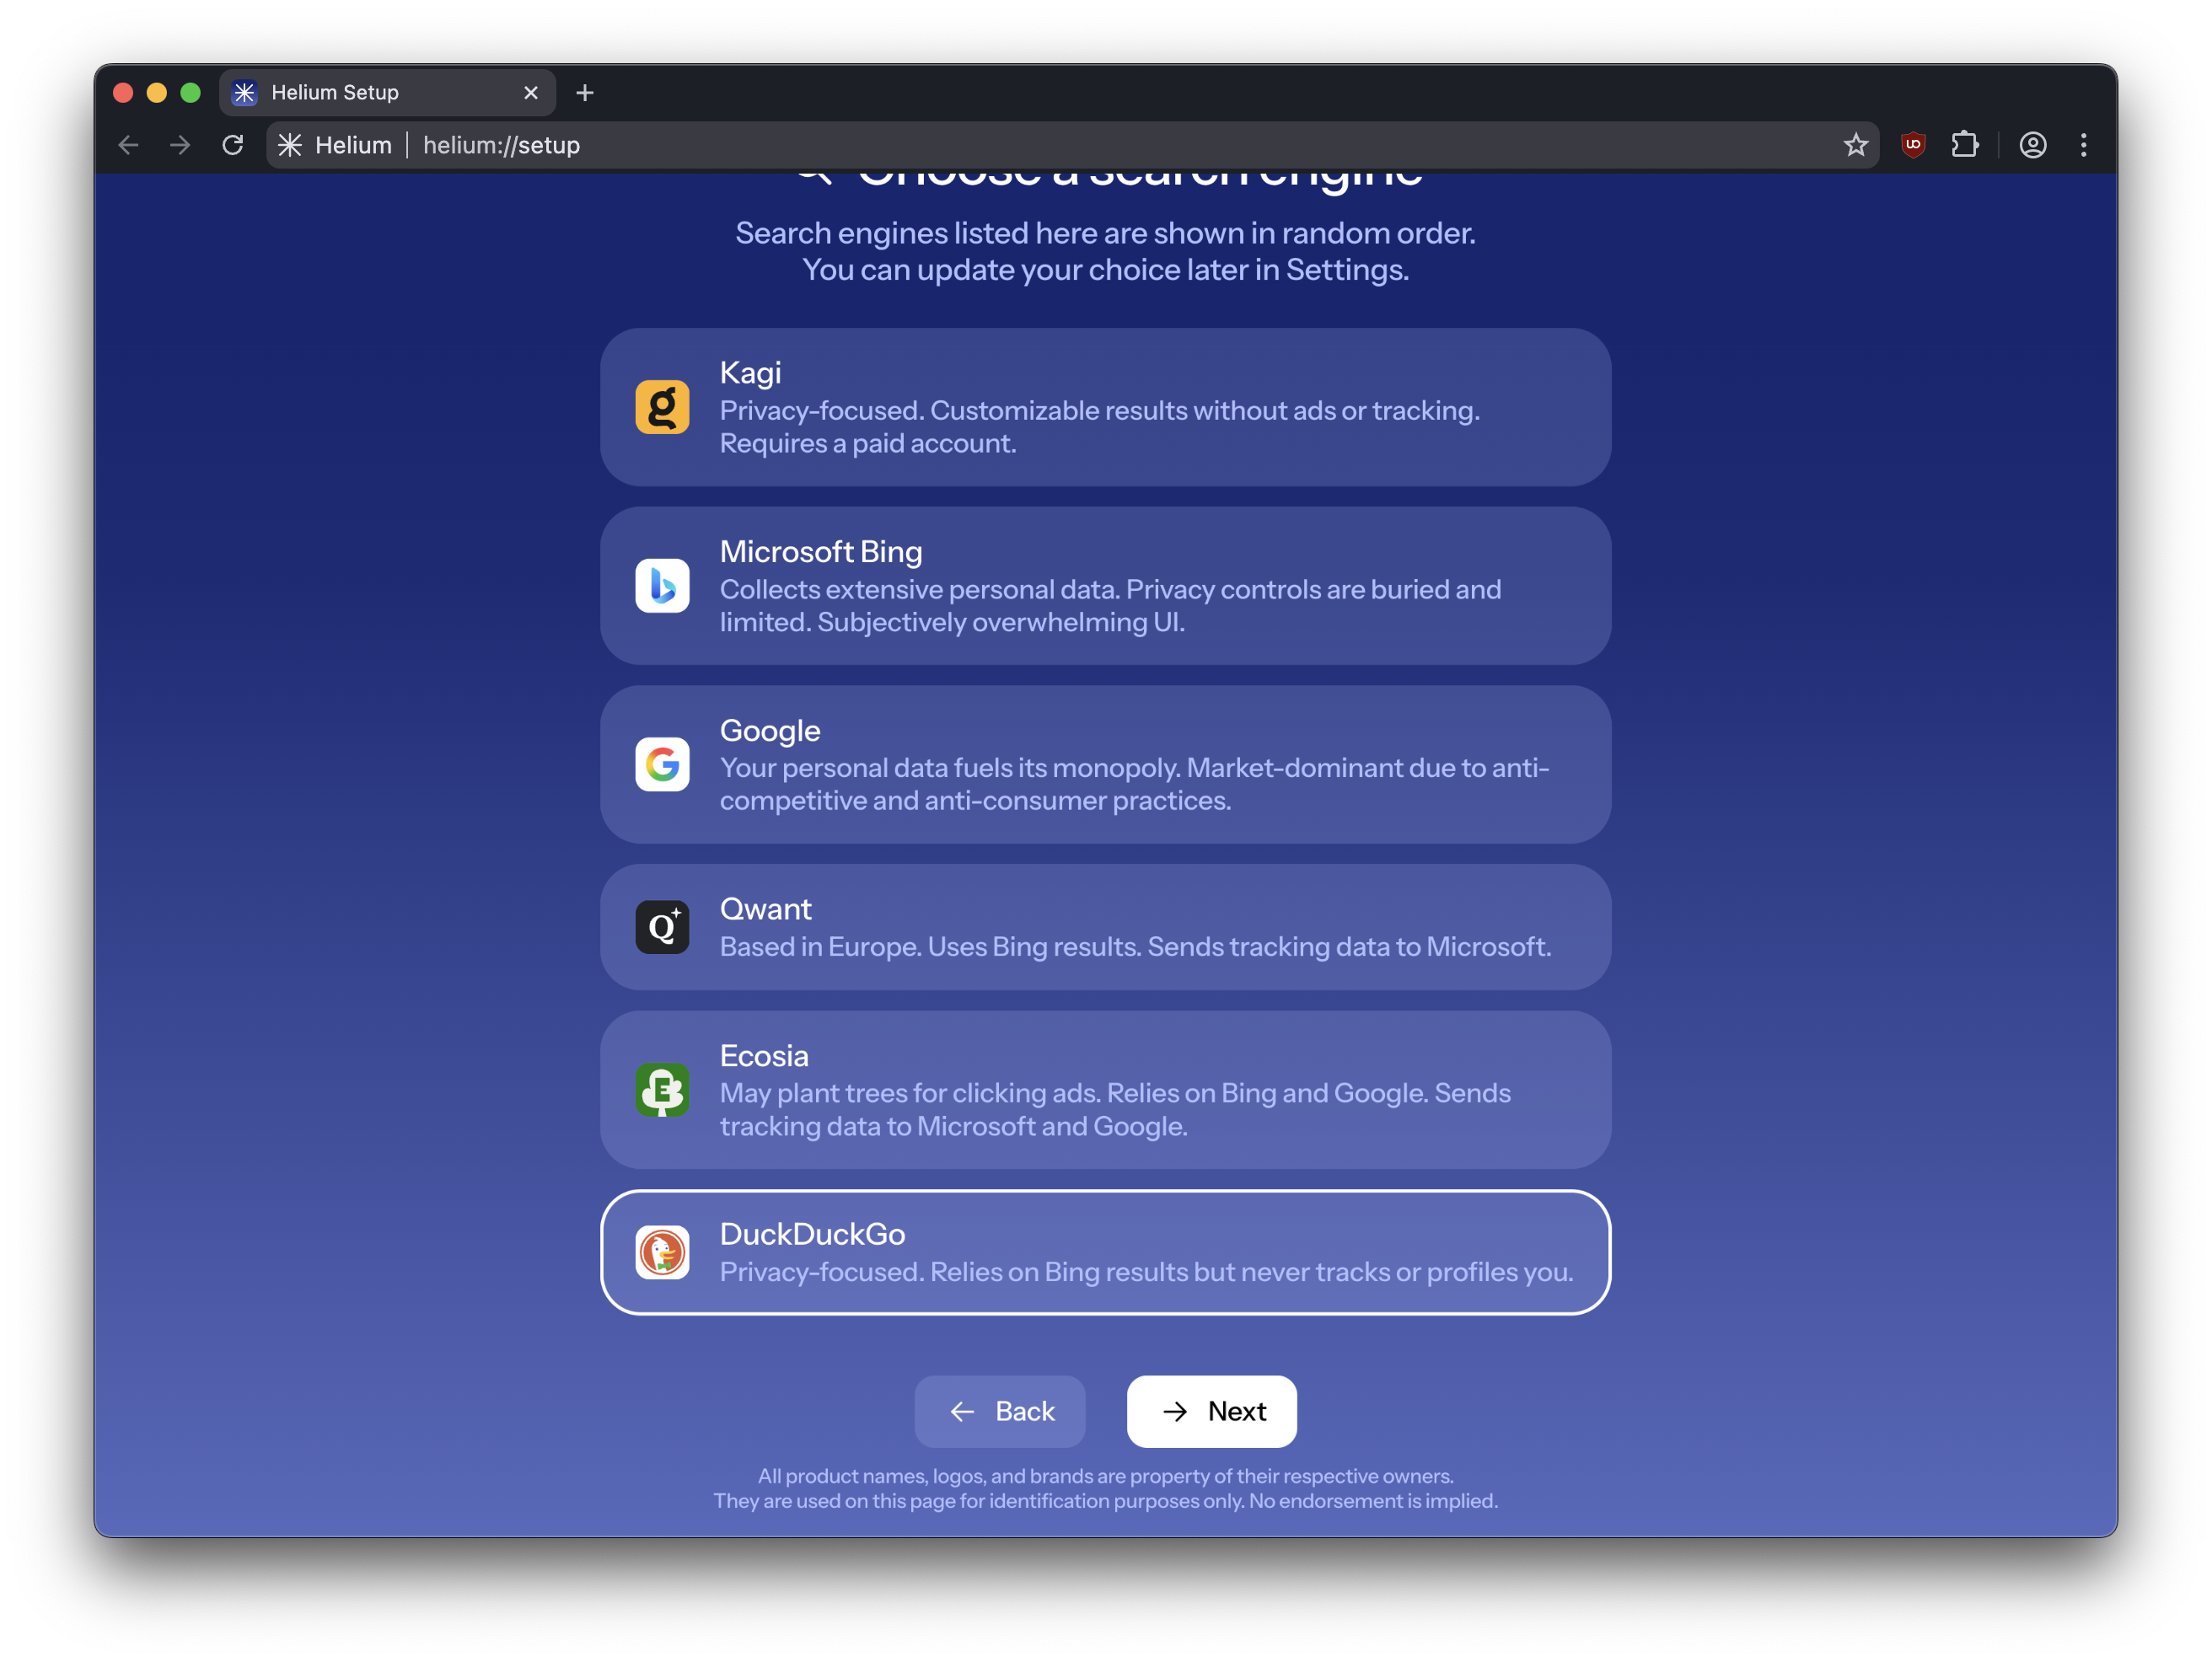 Helium Setup
Helium
helium://setup
Choose a search engine
Search engines listed here are shown in random order.
You can update your choice later in Settings.
Kagi
Privacy-focused. Customizable results without ads or tracking.
Requires a paid account.
Microsoft Bing
Collects extensive personal data. Privacy controls are buried and
limited. Subjectively overwhelming UI.
Google
Your personal data fuels its monopoly. Market-dominant due to anti-
competitive and anti-consumer practices.
Qwant
Based in Europe. Uses Bing results. Sends tracking data to Microsoft.
Ecosia
May plant trees for clicking ads. Relies on Bing and Google. Sends
tracking data to Microsoft and Google.
DuckDuckGo
Privacy-focused. Relies on Bing results but never tracks or profiles you.
Back
Next
All product names, logos, and brands are property of their respective owners.
They are used on this page for identification purposes only. No endorsement is implied.